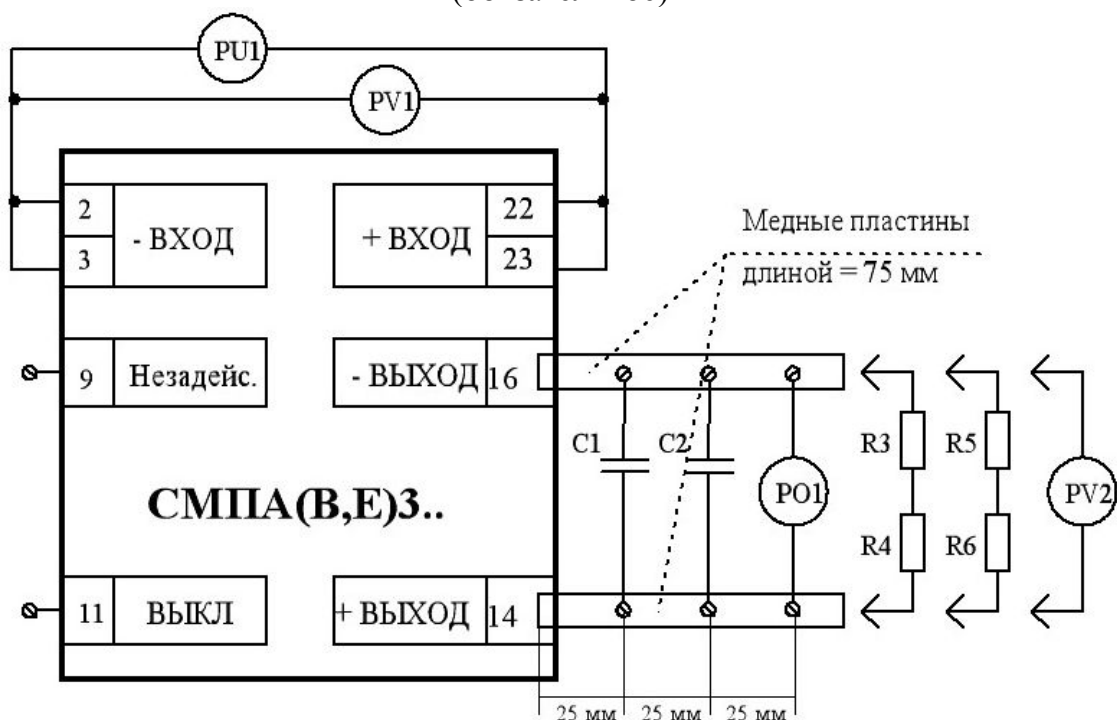 PU1
PV1
2
- ВХОД
3
22
+ ВХОД
23
Медные пластины
длиной = 75 мм
9
Незадейс.
- ВЫХОД
16
C1
C2
PO1
R3
R4
R5
R6
PV2
СМПА(В,Е)3..
11
ВЫКЛ
+ ВЫХОД
14
25 мм
25 мм
25 мм